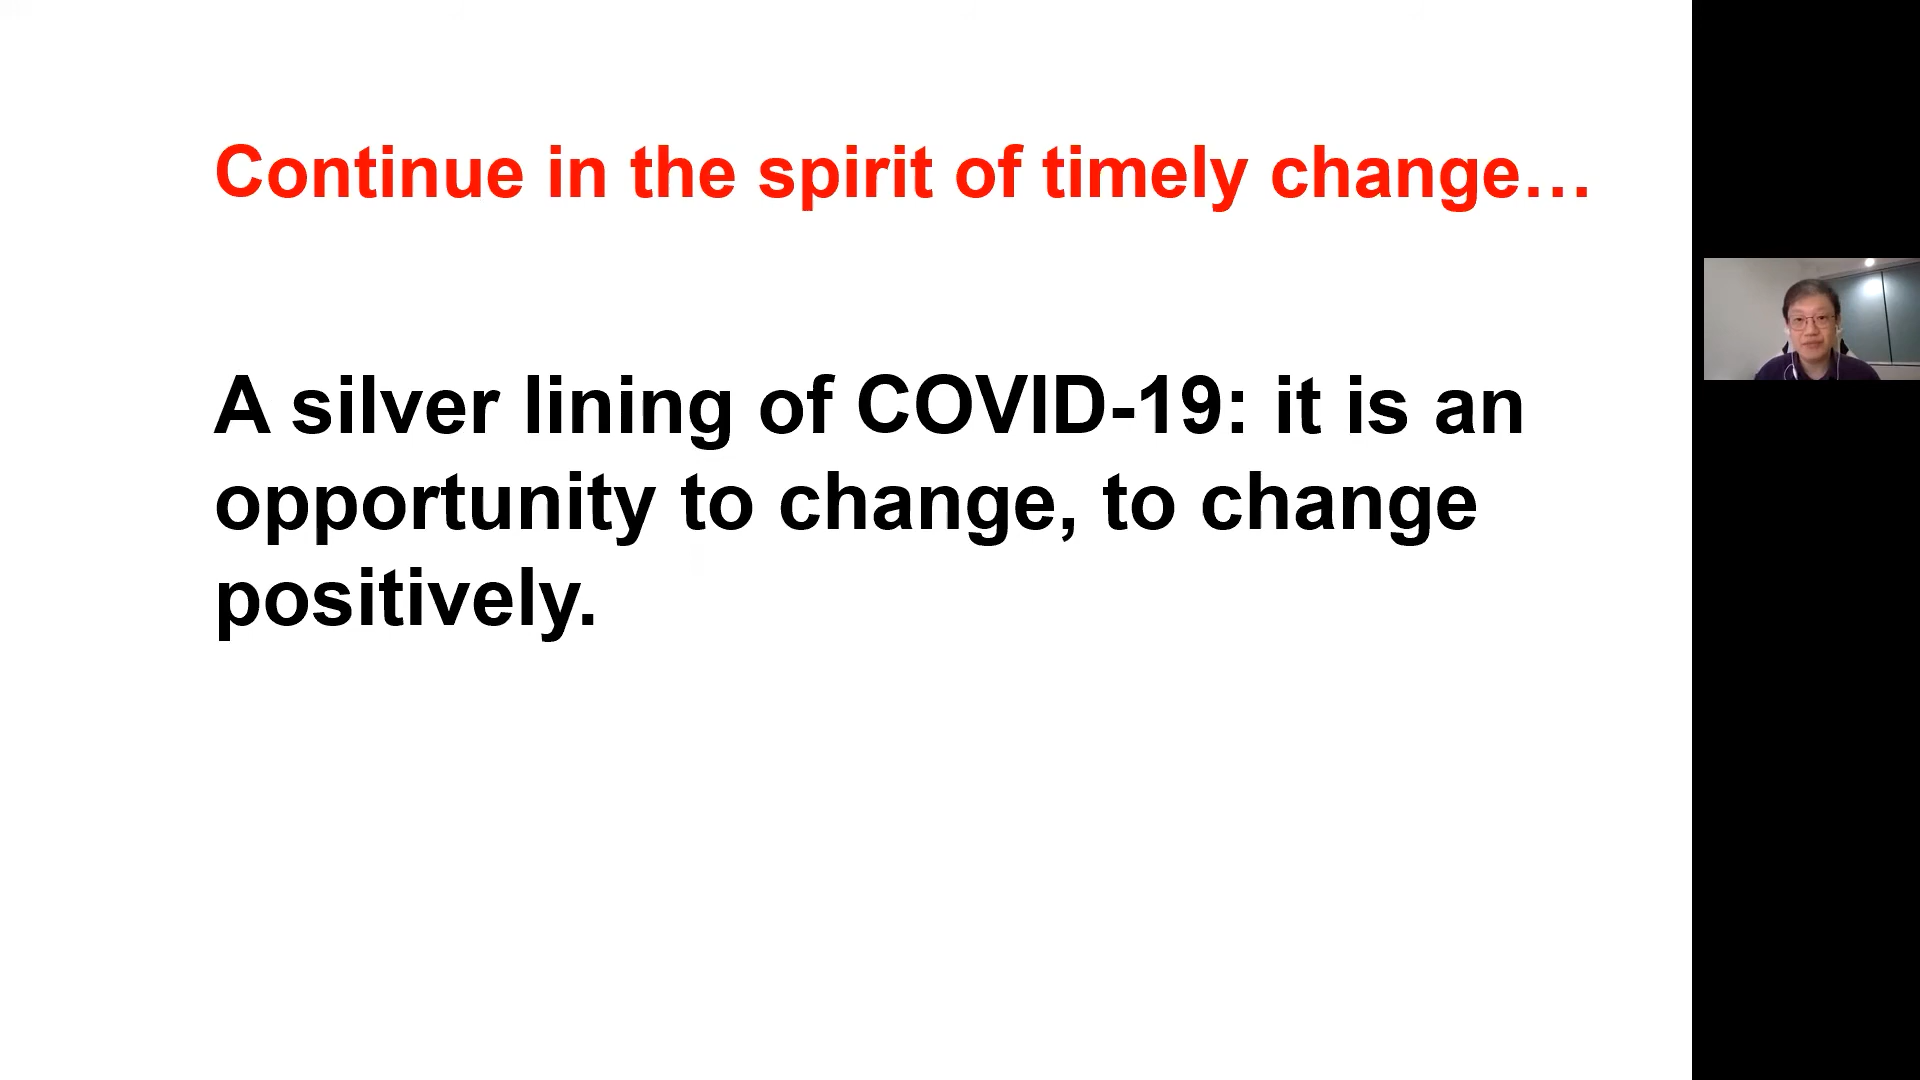 Continue in the spirit of timely change…
A silver lining of COVID-19: it is an
opportunity to change, to change
positively.